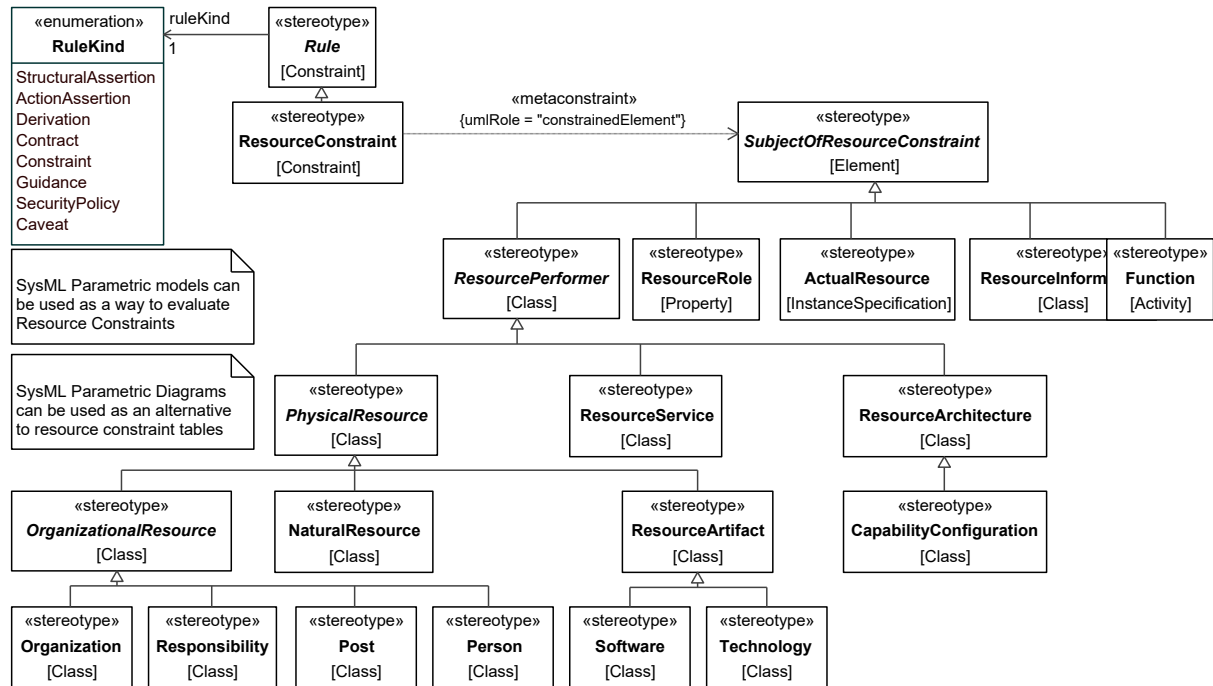 «enumeration»
RuleKind
StructuralAssertion
ActionAssertion
Derivation
Contract
Constraint
Guidance
SecurityPolicy
Caveat
ruleKind
1
«stereotype»
Rule
[Constraint]
«stereotype»
ResourceConstraint
[Constraint]
«metaconstraint»
{umlRole = "constrainedElement"}
«stereotype»
SubjectOfResourceConstraint
[Element]
SysML Parametric models can
be used as a way to evaluate
Resource Constraints
SysML Parametric Diagrams
can be used as an alternative
to resource constraint tables
«stereotype»
ResourcePerformer
[Class]
«stereotype»
ResourceRole
[Property]
«stereotype»
ActualResource
[InstanceSpecification]
«stereotype»
ResourceInform
[Class]
«stereotype»
Function
[Activity]
«stereotype»
PhysicalResource
[Class]
«stereotype»
ResourceService
[Class]
«stereotype»
ResourceArchitecture
[Class]
«stereotype»
OrganizationalResource
[Class]
«stereotype»
NaturalResource
[Class]
«stereotype»
ResourceArtifact
[Class]
«stereotype»
CapabilityConfiguration
[Class]
«stereotype»
Organization
[Class]
«stereotype»
Responsibility
[Class]
«stereotype»
Post
[Class]
«stereotype»
Person
[Class]
«stereotype»
Software
[Class]
«stereotype»
Technology
[Class]